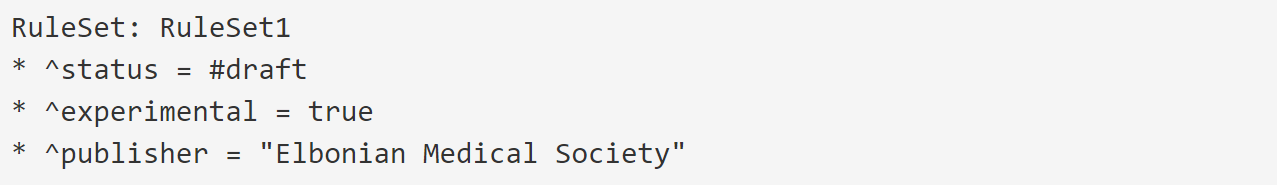 RuleSet: RuleSet1
* ^status = #draft
* ^experimental = true
* ^publisher = "Elbonian Medical Society"